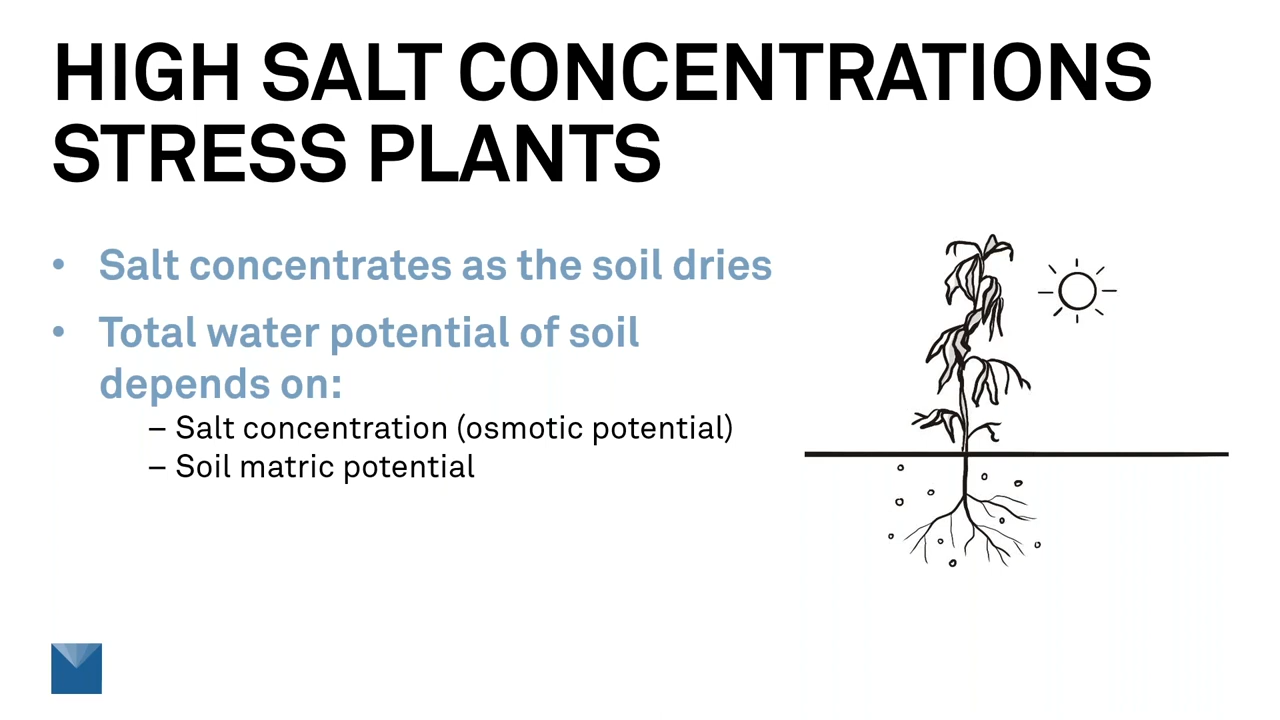 HIGH SALT CONCENTRATIONS
STRESS PLANTS
• Salt concentrates as the soil dries
• Total water potential of soil
depends on:
– Salt concentration (osmotic potential)
– Soil matric potential